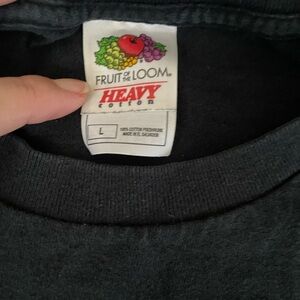 FRUIT OF THE LOOM®
HEAVY
cotton
L
100% COTTON PRESHRUNK
MADE IN EL SALVADOR